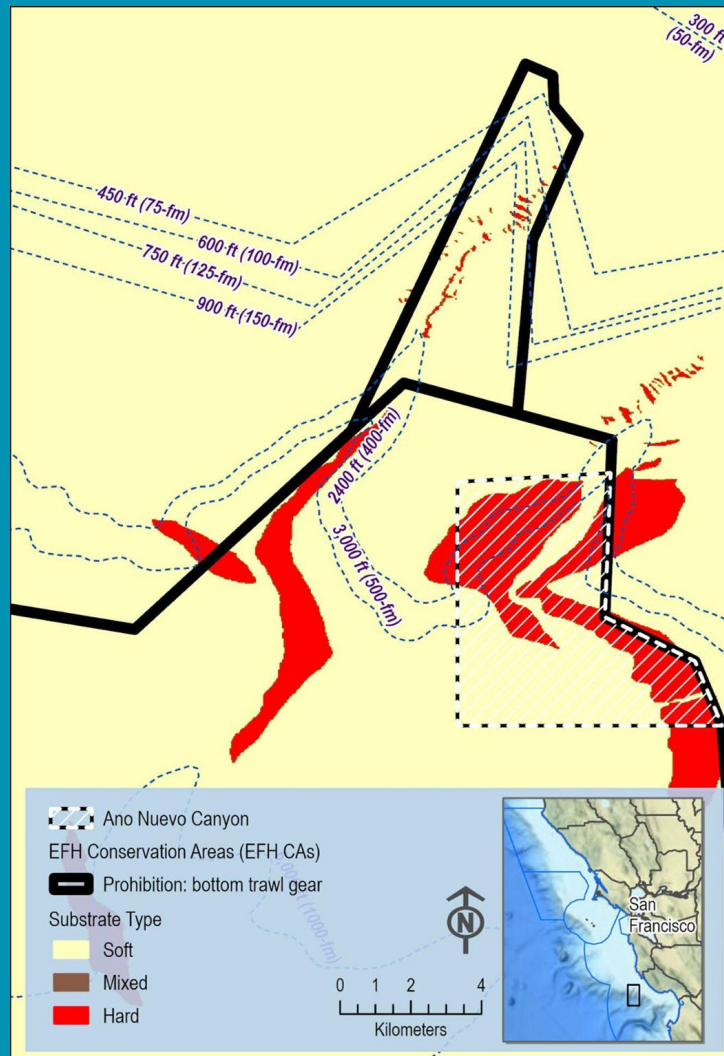 300 ft
(50-fm)
450 ft (75-fm)
600 ft (100-fm)
750 ft (125-fm)
900 ft (150-fm)
2400 ft (400-fm)
3,000 ft (500-fm)
(1000-fm)
Ano Nuevo Canyon
EFH Conservation Areas (EFH CAs)
Prohibition: bottom trawl gear
Substrate Type
Soft
Mixed
Hard
N
0 1 2 4
Kilometers
San
Francisco